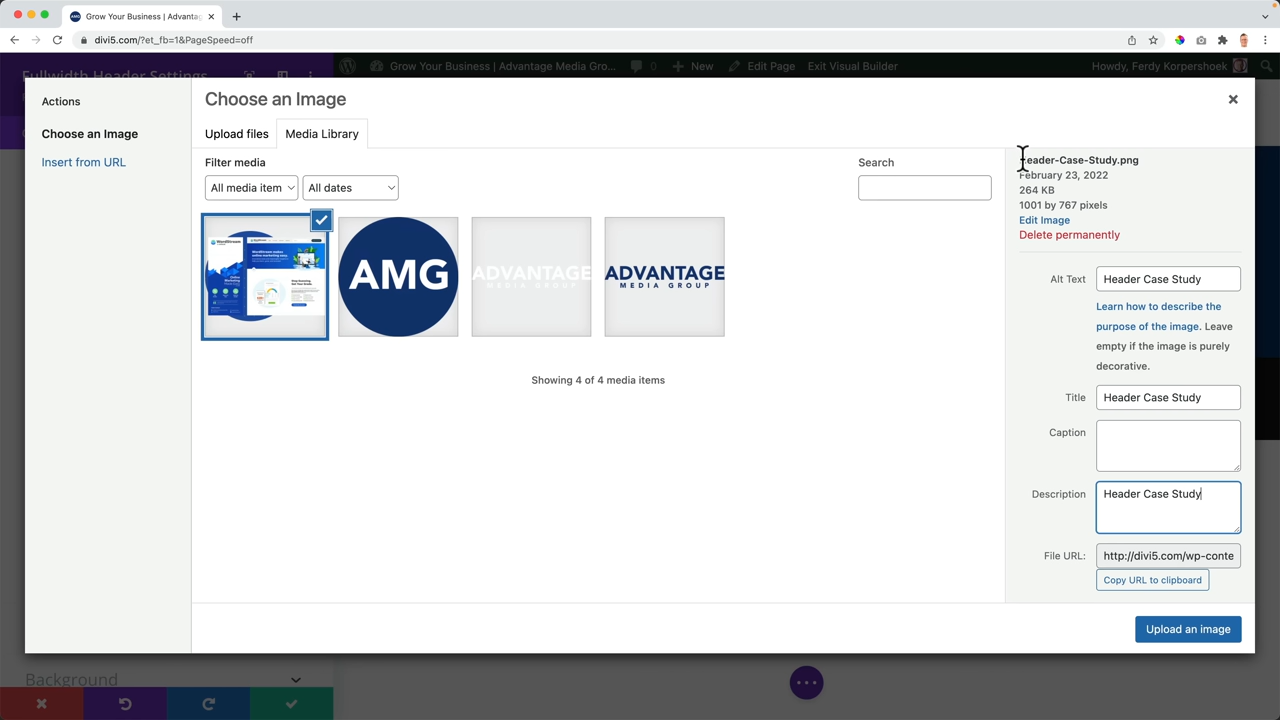 AMG Grow Your Business | Advanta
divi5.com/?et_fb=1&PageSpeed=off
Fullwidth Header Settings
Grow Your Business | Advantage Media Gro...
0
New
Edit Page
Exit Visual Builder
Howdy, Ferdy Korpershoek
Actions
Choose an Image
Insert from URL
Choose an Image
Upload files
Media Library
Filter media
Search
All media item
All dates
WordStream
AMG
ADVANTAGE
MEDIA GROUP
ADVANTAGE
MEDIA GROUP
Showing 4 of 4 media items
Header-Case-Study.png
February 23, 2022
264 KB
1001 by 767 pixels
Edit Image
Delete permanently
Alt Text
Header Case Study
Learn how to describe the
purpose of the image. Leave
empty if the image is purely
decorative.
Title
Header Case Study
Caption
Description
Header Case Study
File URL:
http://divi5.com/wp-conte
Copy URL to clipboard
Upload an image
Background